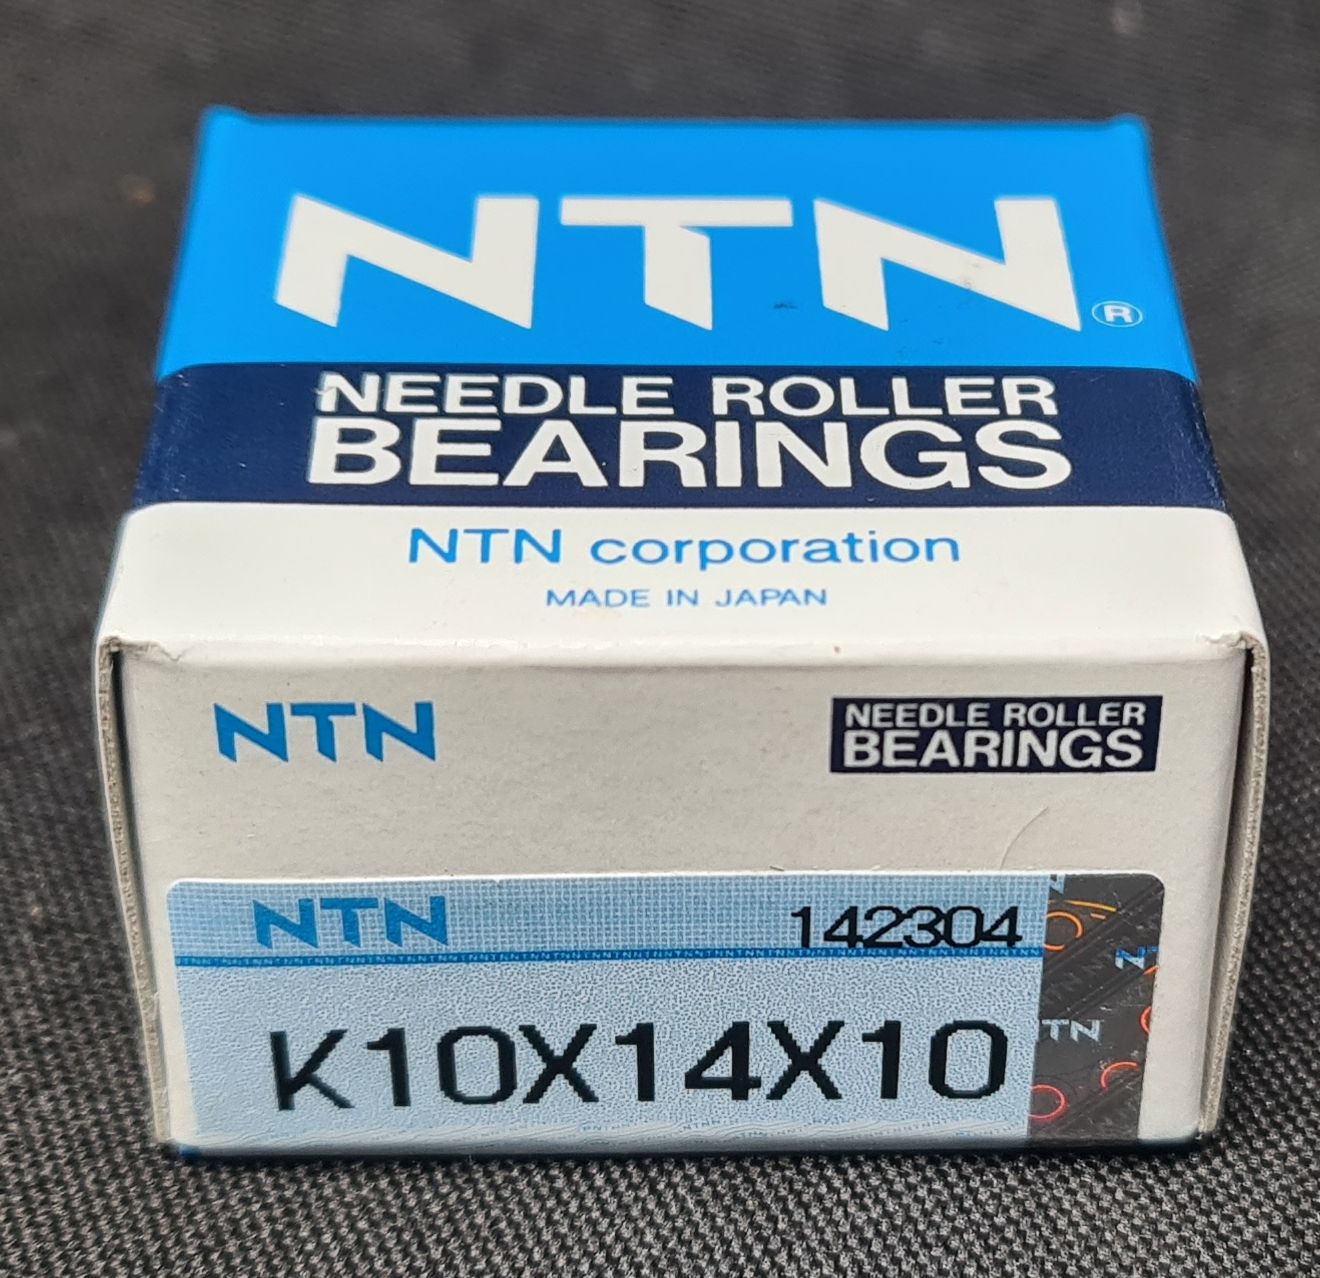 NTN®
NEEDLE ROLLER
BEARINGS
NTN corporation
MADE IN JAPAN
NTN
NEEDLE ROLLER
BEARINGS
NTN
142304
K10X14X10